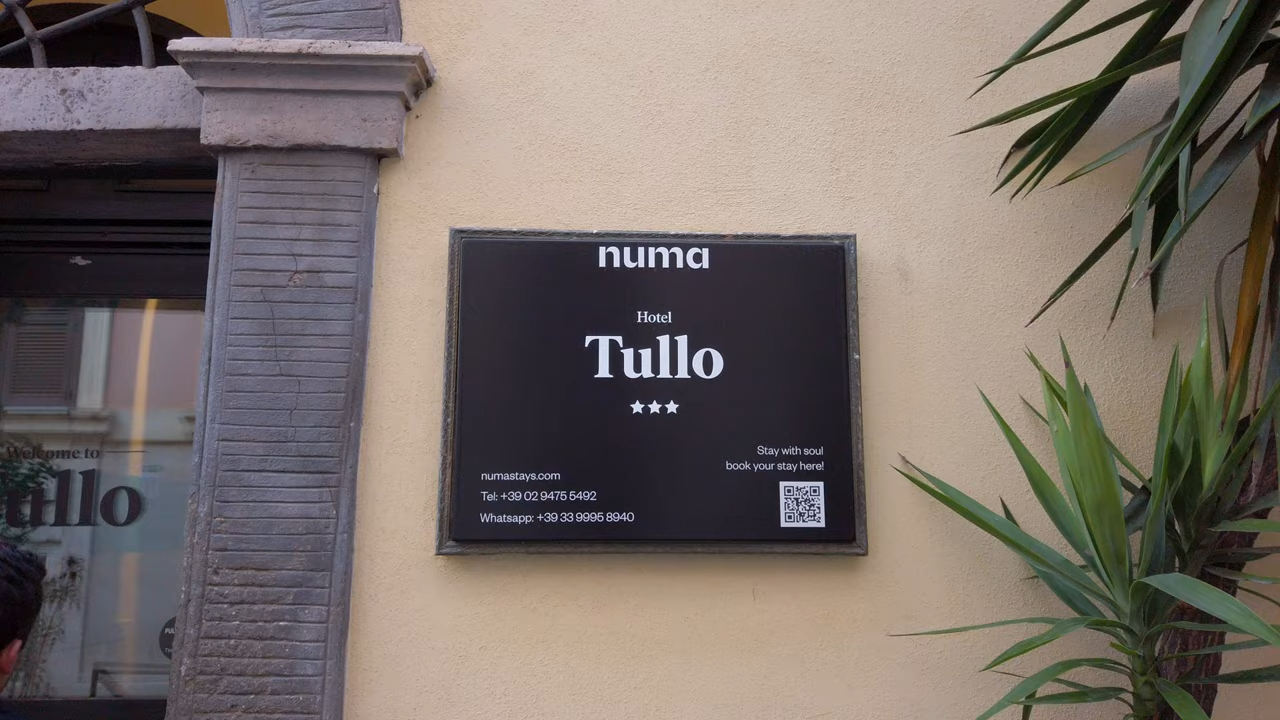 numa
Hotel
Tullo
Stay with soul
book your stay here!
numastays.com
Tel: +39 02 9475 5492
Whatsapp: +39 33 9995 8940
Welcome to
ullo